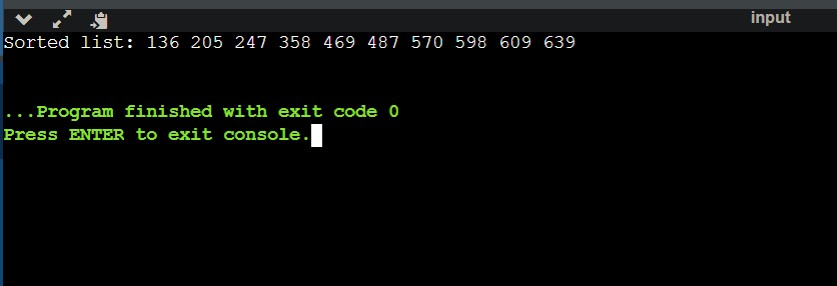 input
Sorted list: 136 205 247 358 469 487 570 598 609 639
...Program finished with exit code 0
Press ENTER to exit console.